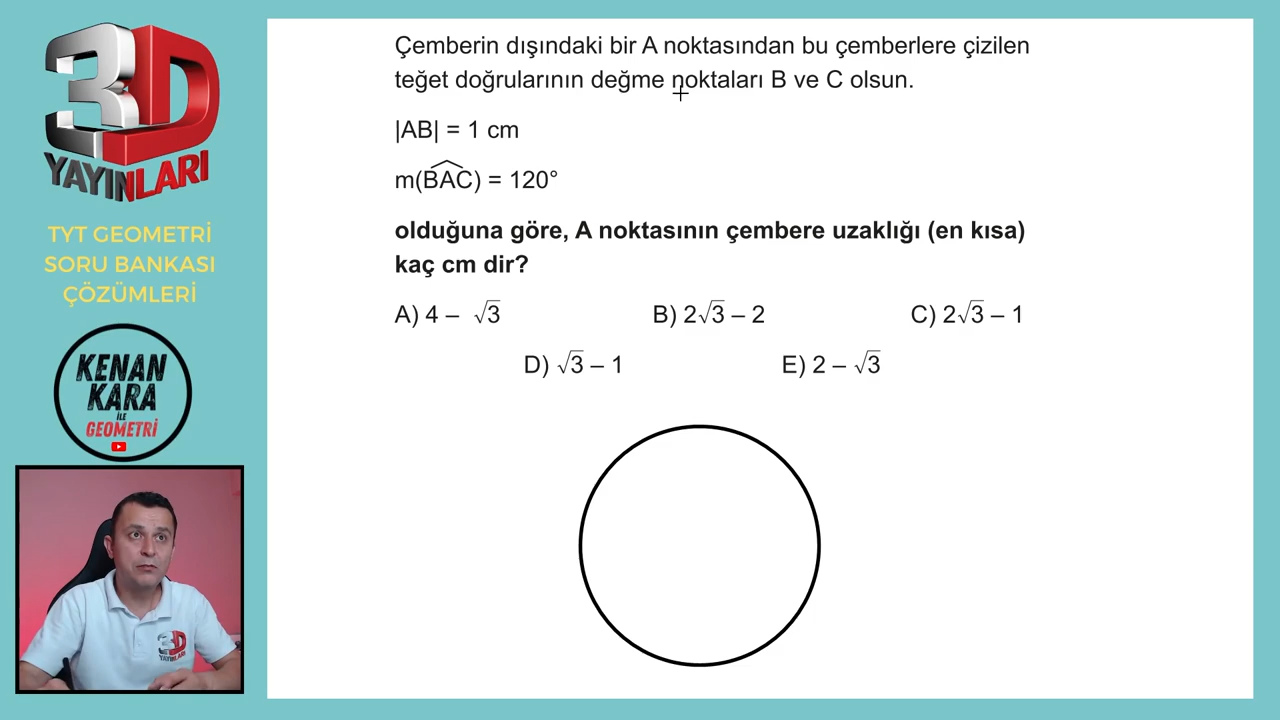 3D
YAYINLARI
TYT GEOMETRİ
SORU BANKASI
ÇÖZÜMLERİ
KENAN
KARA
İLE
GEOMETRİ
3D
YAYINLARI
Çemberin dışındaki bir A noktasından bu çemberlere çizilen
teğet doğrularının değme noktaları B ve C olsun.
|AB| = 1 cm
m(BAC) = 120°
olduğuna göre, A noktasının çembere uzaklığı (en kısa)
kaç cm dir?
A) 4 – √3 B) 2√3 – 2 C) 2√3 – 1
D) √3 – 1 E) 2 – √3